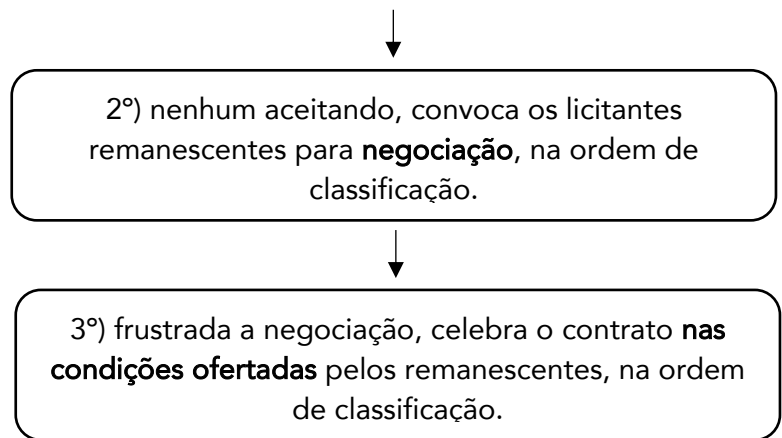 2º) nenhum aceitando, convoca os licitantes
remanescentes para negociação, na ordem de
classificação.
3º) frustrada a negociação, celebra o contrato nas
condições ofertadas pelos remanescentes, na ordem
de classificação.